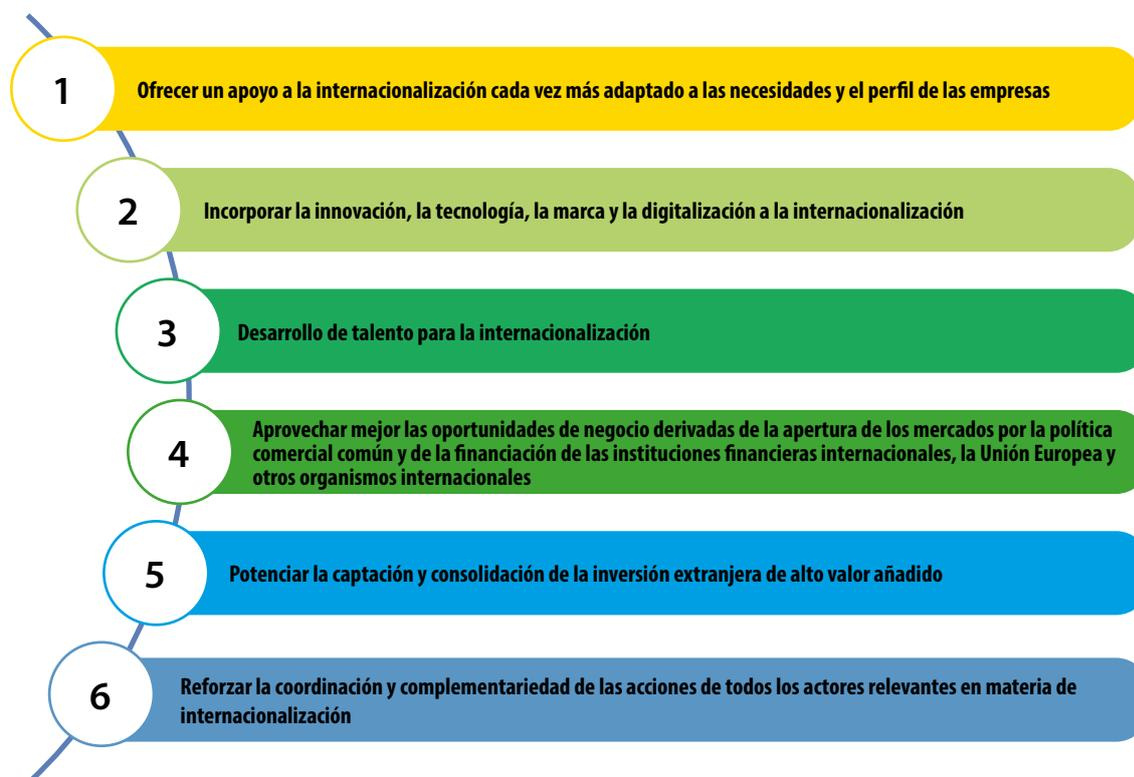 1
Ofrecer un apoyo a la internacionalización cada vez más adaptado a las necesidades y el perfil de las empresas
2
Incorporar la innovación, la tecnología, la marca y la digitalización a la internacionalización
3
Desarrollo de talento para la internacionalización
4
Aprovechar mejor las oportunidades de negocio derivadas de la apertura de los mercados por la política
comercial común y de la financiación de las instituciones financieras internacionales, la Unión Europea y
otros organismos internacionales
5
Potenciar la captación y consolidación de la inversión extranjera de alto valor añadido
6
Reforzar la coordinación y complementariedad de las acciones de todos los actores relevantes en materia de
internacionalización